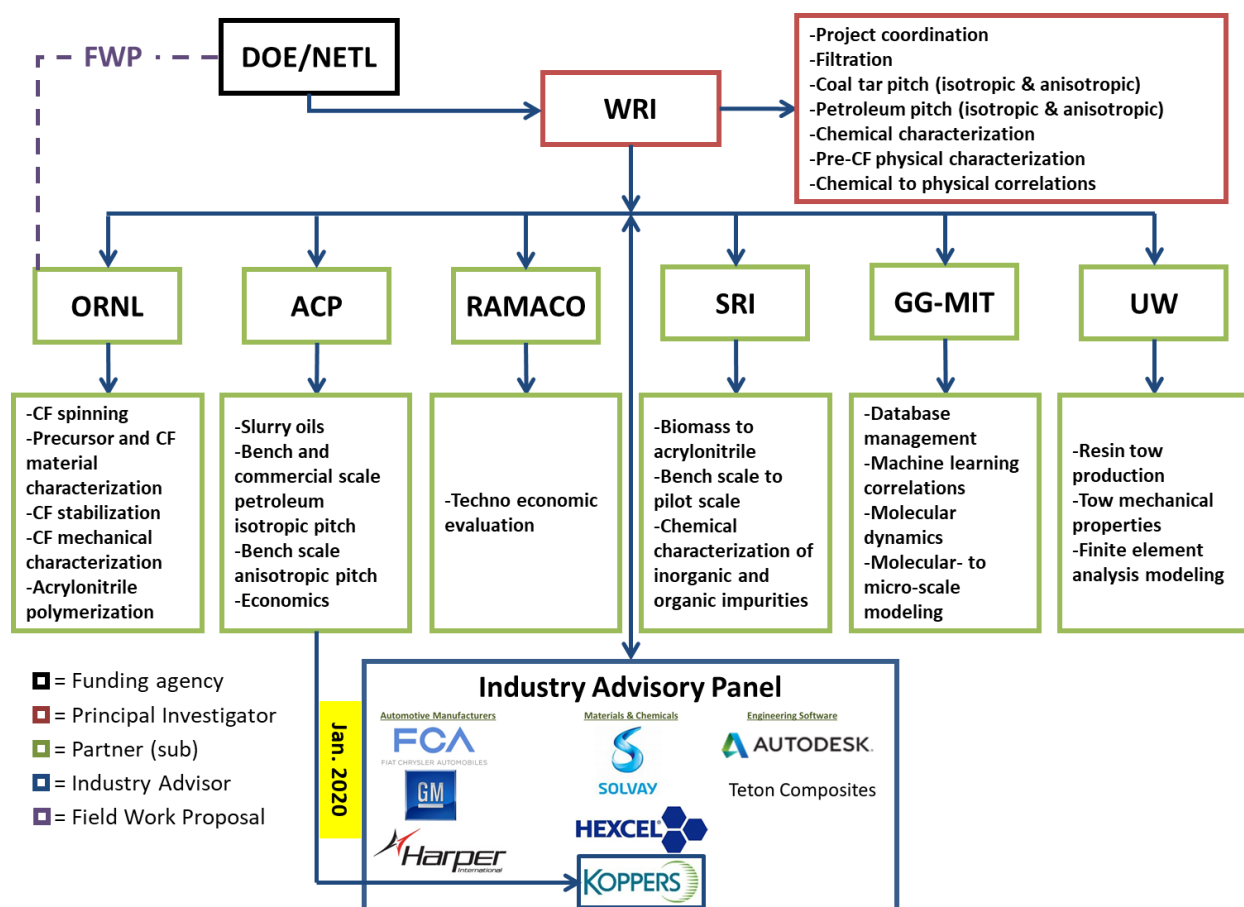 FWP
DOE/NETL
WRI
-Project coordination
-Filtration
-Coal tar pitch (isotropic & anisotropic)
-Petroleum pitch (isotropic & anisotropic)
-Chemical characterization
-Pre-CF physical characterization
-Chemical to physical correlations
ORNL
ACP
RAMACO
SRI
GG-MIT
UW
-CF spinning
-Precursor and CF
material
characterization
-CF stabilization
-CF mechanical
characterization
-Acrylonitrile
polymerization
-Slurry oils
-Bench and
commercial scale
petroleum
isotropic pitch
-Bench scale
anisotropic pitch
-Economics
-Techno economic
evaluation
-Biomass to
acrylonitrile
-Bench scale to
pilot scale
-Chemical
characterization of
inorganic and
organic impurities
-Database
management
-Machine learning
correlations
-Molecular
dynamics
-Molecular- to
micro-scale
modeling
-Resin tow
production
-Tow mechanical
properties
-Finite element
analysis modeling
= Funding agency
= Principal Investigator
= Partner (sub)
= Industry Advisor
= Field Work Proposal
Jan. 2020
Industry Advisory Panel
Automotive Manufacturers
FCA
FIAT CHRYSLER AUTOMOBILES
GM
Harper
International
Materials & Chemicals
SOLVAY
HEXCEL
KOPPERS
Engineering Software
AUTODESK.
Teton Composites